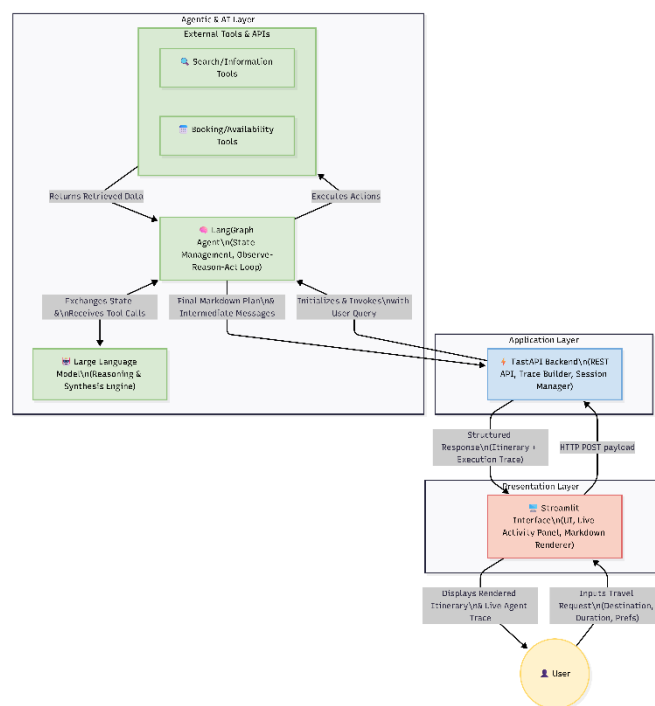 Agentic & AI Layer
External Tools & APIs
Search/Information
Tools
Booking/Availability
Tools
Returns Retrieved Data
Executes Actions
LangGraph
Agent\n(State
Management, Observe-
Reason-Act Loop)
Exchanges State
&\nReceives Tool Calls
Final Markdown Plan\n&
Intermediate Messages
Initializes & Invokes\nwith
User Query
Large Language
Model\n(Reasoning &
Synthesis Engine)
Application Layer
FastAPI Backend\n(REST
API, Trace Builder, Session
Manager)
Structured
Response\n(Itinerary +
Execution Trace)
HTTP POST payload
Presentation Layer
Streamlit
Interface\n(UI, Live
Activity Panel, Markdown
Renderer)
Displays Rendered
Itinerary\n& Live Agent
Trace
Inputs Travel
Request\n(Destination,
Duration, Prefs)
User